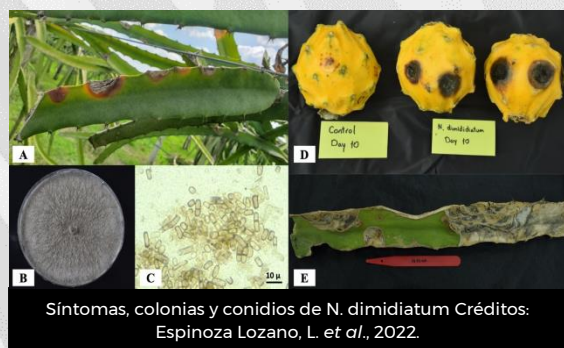 A
B
C
10 µ
Control
Day 10
N. dimidiatum
Day 10
D
E
Síntomas, colonias y conidios de N. dimidiatum Créditos:
Espinoza Lozano, L. et al., 2022.